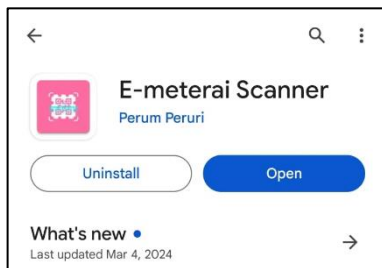 E-meterai Scanner
Perum Peruri
Uninstall
Open
What's new
Last updated Mar 4, 2024